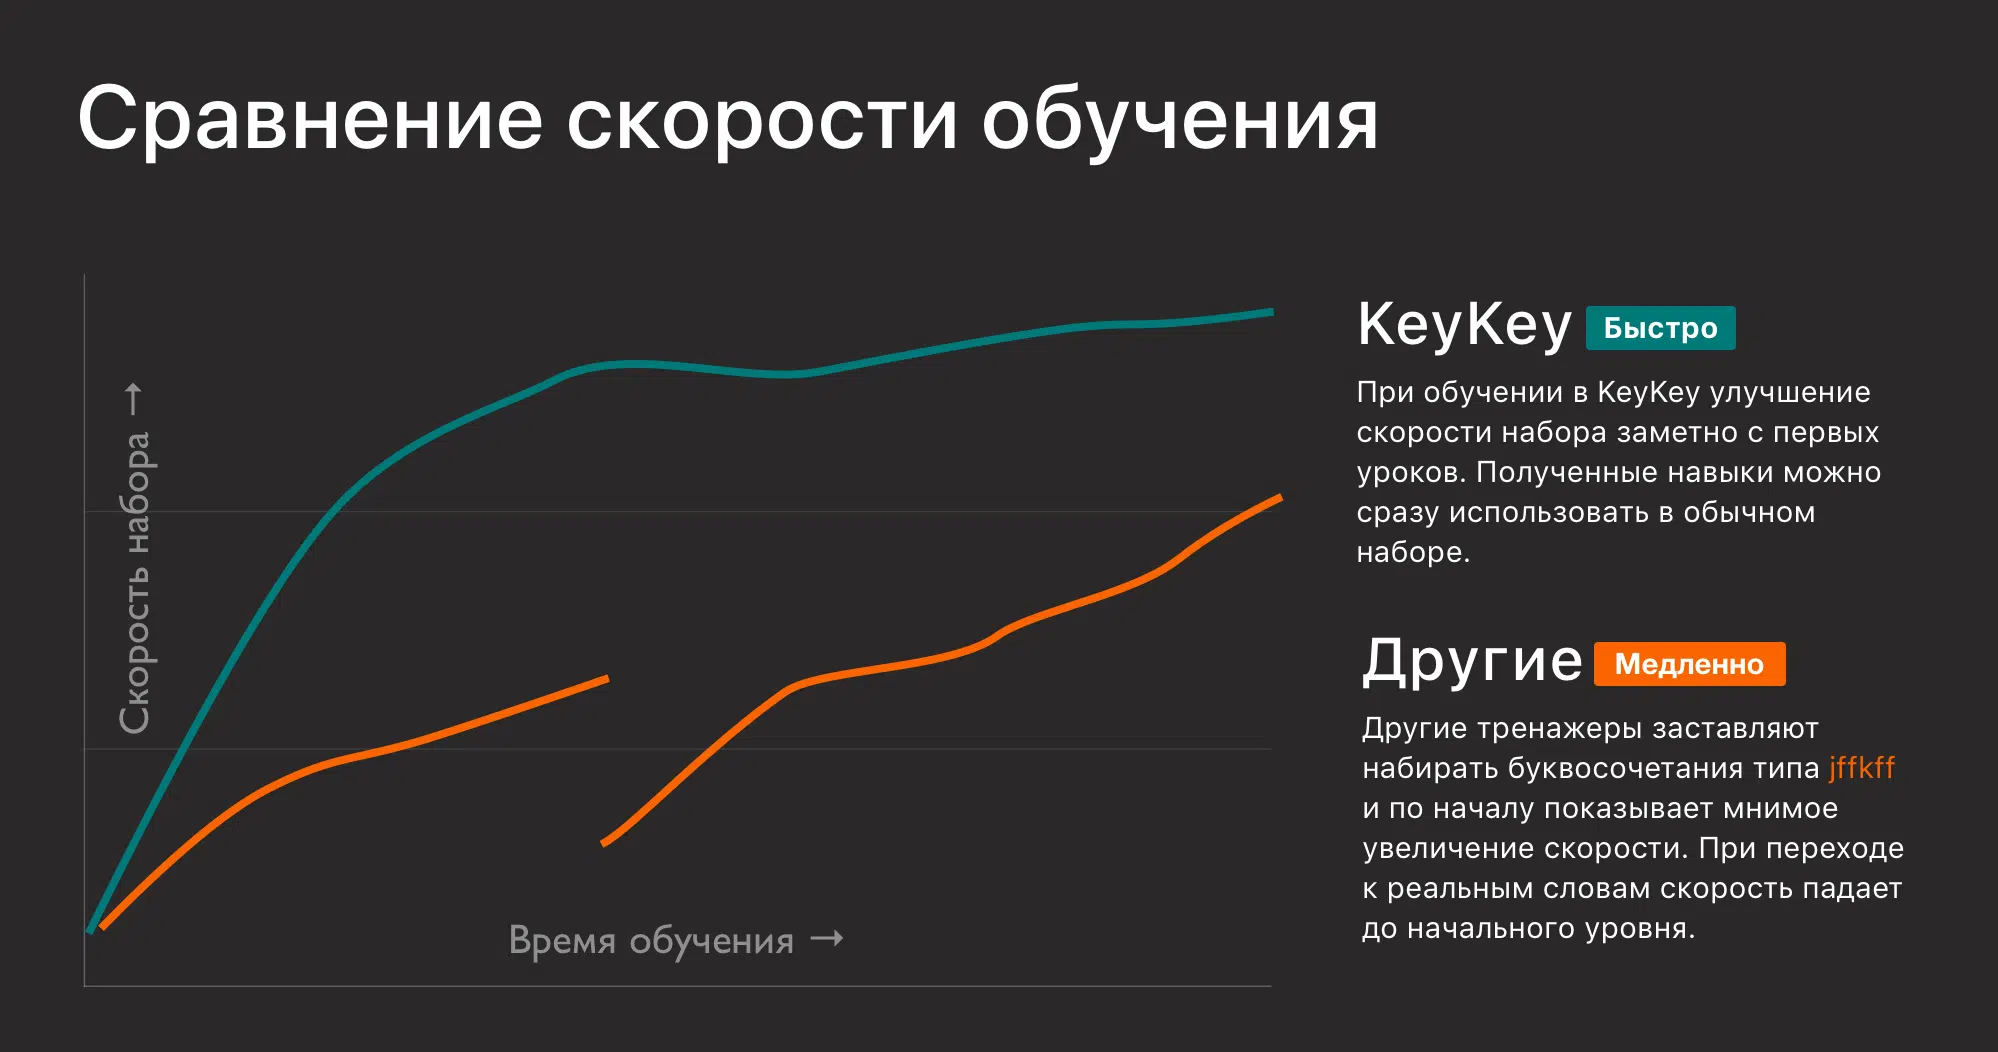 Сравнение скорости обучения
Скорость набора →
Время обучения →
KeyKey Быстро
При обучении в KeyKey улучшение
скорости набора заметно с первых
уроков. Полученные навыки можно
сразу использовать в обычном
наборе.
Другие Медленно
Другие тренажеры заставляют
набирать буквосочетания типа jffkff
и по началу показывает мнимое
увеличение скорости. При переходе
к реальным словам скорость падает
до начального уровня.